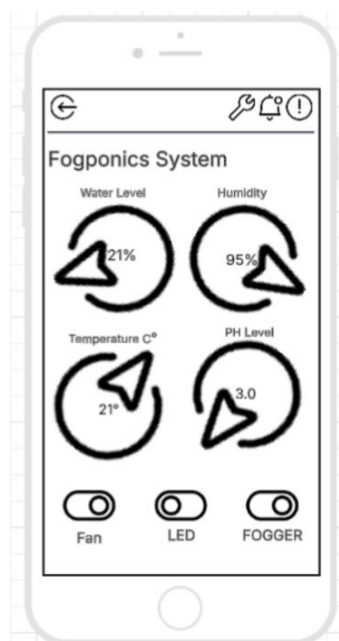 Fogponics System
Water Level
Humidity
21%
95%
Temperature C°
PH Level
21°
3.0
Fan
LED
FOGGER